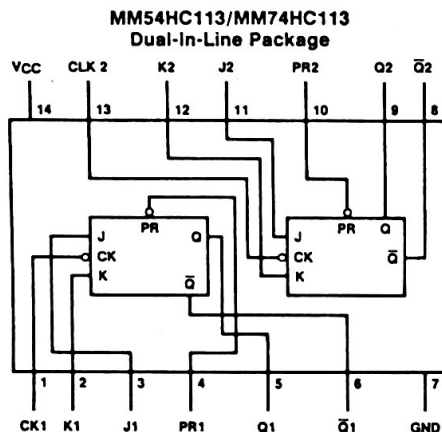 MM54HC113/MM74HC113
Dual-In-Line Package
VCC CLK 2 K2 J2 PR2 Q2 Q̅2
14 13 12 11 10 9 8
PR
J Q
CK
K
Q̅
PR Q
J
CK Q̅
K
1 2 3 4 5 6 7
CK1 K1 J1 PR1 Q1 Q̅1 GND